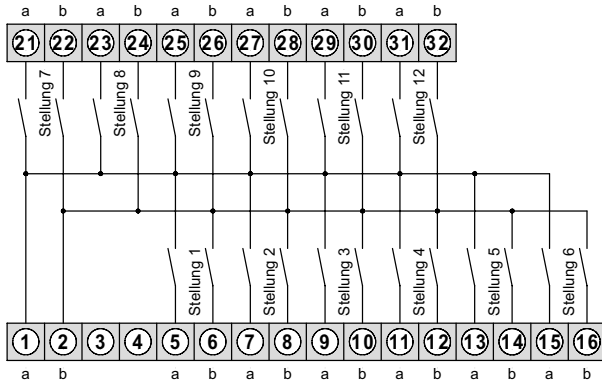 a b a b a b a b a b a b
21 22 23 24 25 26 27 28 29 30 31 32
Stellung 7 Stellung 8 Stellung 9 Stellung 10 Stellung 11 Stellung 12
Stellung 1 Stellung 2 Stellung 3 Stellung 4 Stellung 5 Stellung 6
1 2 3 4 5 6 7 8 9 10 11 12 13 14 15 16
a b a b a b a b a b a b a b